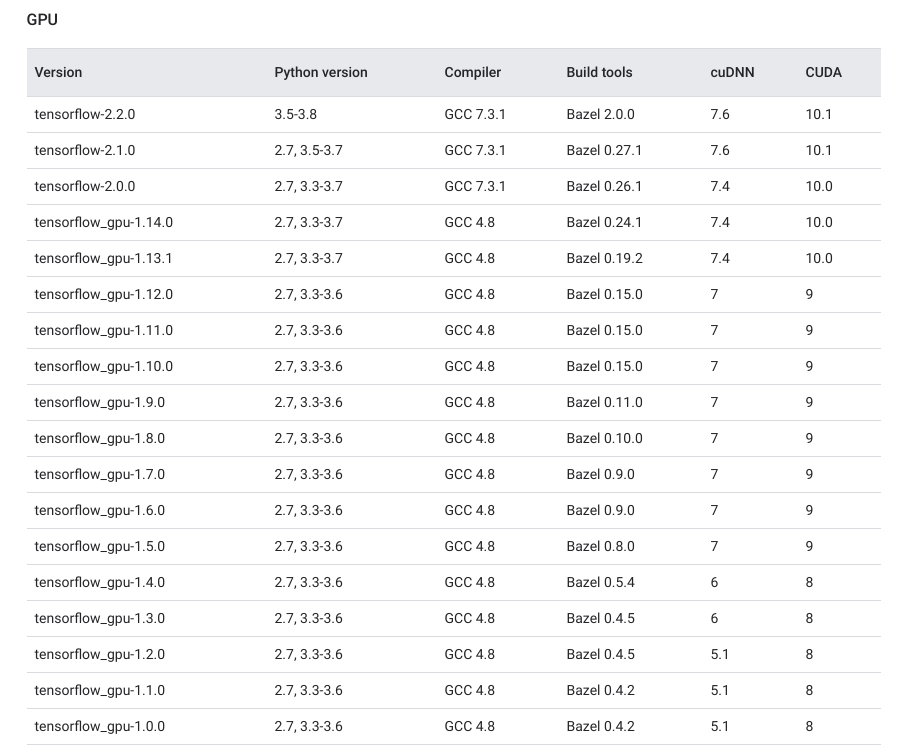 GPU
Version Python version Compiler Build tools cuDNN CUDA
tensorflow-2.2.0 3.5-3.8 GCC 7.3.1 Bazel 2.0.0 7.6 10.1
tensorflow-2.1.0 2.7, 3.5-3.7 GCC 7.3.1 Bazel 0.27.1 7.6 10.1
tensorflow-2.0.0 2.7, 3.3-3.7 GCC 7.3.1 Bazel 0.26.1 7.4 10.0
tensorflow_gpu-1.14.0 2.7, 3.3-3.7 GCC 4.8 Bazel 0.24.1 7.4 10.0
tensorflow_gpu-1.13.1 2.7, 3.3-3.7 GCC 4.8 Bazel 0.19.2 7.4 10.0
tensorflow_gpu-1.12.0 2.7, 3.3-3.6 GCC 4.8 Bazel 0.15.0 7 9
tensorflow_gpu-1.11.0 2.7, 3.3-3.6 GCC 4.8 Bazel 0.15.0 7 9
tensorflow_gpu-1.10.0 2.7, 3.3-3.6 GCC 4.8 Bazel 0.15.0 7 9
tensorflow_gpu-1.9.0 2.7, 3.3-3.6 GCC 4.8 Bazel 0.11.0 7 9
tensorflow_gpu-1.8.0 2.7, 3.3-3.6 GCC 4.8 Bazel 0.10.0 7 9
tensorflow_gpu-1.7.0 2.7, 3.3-3.6 GCC 4.8 Bazel 0.9.0 7 9
tensorflow_gpu-1.6.0 2.7, 3.3-3.6 GCC 4.8 Bazel 0.9.0 7 9
tensorflow_gpu-1.5.0 2.7, 3.3-3.6 GCC 4.8 Bazel 0.8.0 7 9
tensorflow_gpu-1.4.0 2.7, 3.3-3.6 GCC 4.8 Bazel 0.5.4 6 8
tensorflow_gpu-1.3.0 2.7, 3.3-3.6 GCC 4.8 Bazel 0.4.5 6 8
tensorflow_gpu-1.2.0 2.7, 3.3-3.6 GCC 4.8 Bazel 0.4.5 5.1 8
tensorflow_gpu-1.1.0 2.7, 3.3-3.6 GCC 4.8 Bazel 0.4.2 5.1 8
tensorflow_gpu-1.0.0 2.7, 3.3-3.6 GCC 4.8 Bazel 0.4.2 5.1 8